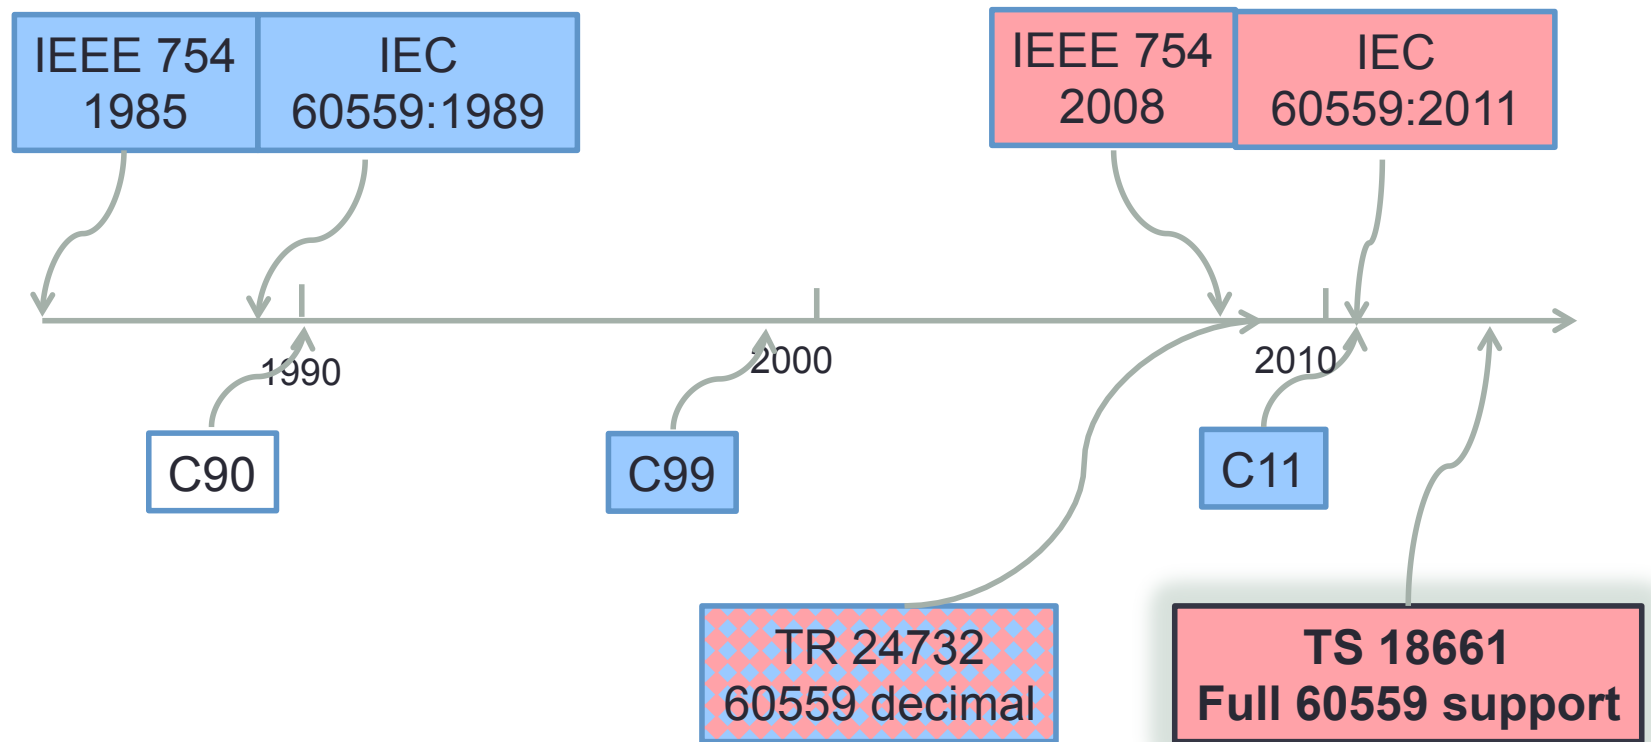 IEEE 754
1985
IEC
60559:1989
IEEE 754
2008
IEC
60559:2011
1990
2000
2010
C90
C99
C11
TR 24732
60559 decimal
TS 18661
Full 60559 support